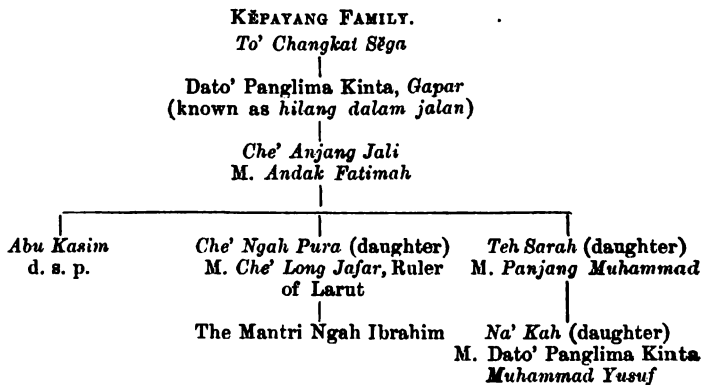 KĔPAYANG FAMILY.
To' Changkat Sĕga
Dato' Panglima Kinta, Gapar
(known as hilang dalam jalan)
Che' Anjang Jali
M. Andak Fatimah
Abu Kasim
d. s. p.
Che' Ngah Pura (daughter)
M. Che' Long Jafar, Ruler
of Larut
Teh Sarah (daughter)
M. Panjang Muhammad
The Mantri Ngah Ibrahim
Na' Kah (daughter)
M. Dato' Panglima Kinta
Muhammad Yusuf